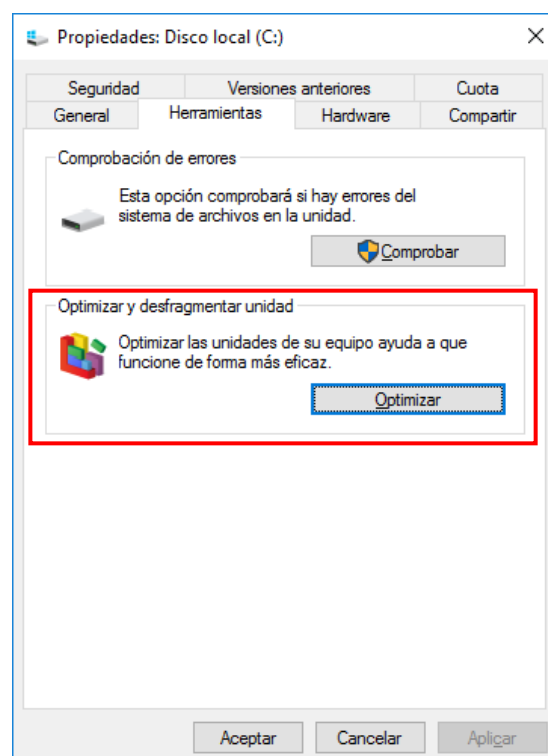 Propiedades: Disco local (C:)
Seguridad Versiones anteriores Cuota
General Herramientas Hardware Compartir
Comprobación de errores
Esta opción comprobará si hay errores del
sistema de archivos en la unidad.
Comprobar
Optimizar y desfragmentar unidad
Optimizar las unidades de su equipo ayuda a que
funcione de forma más eficaz.
Optimizar
Aceptar Cancelar Aplicar